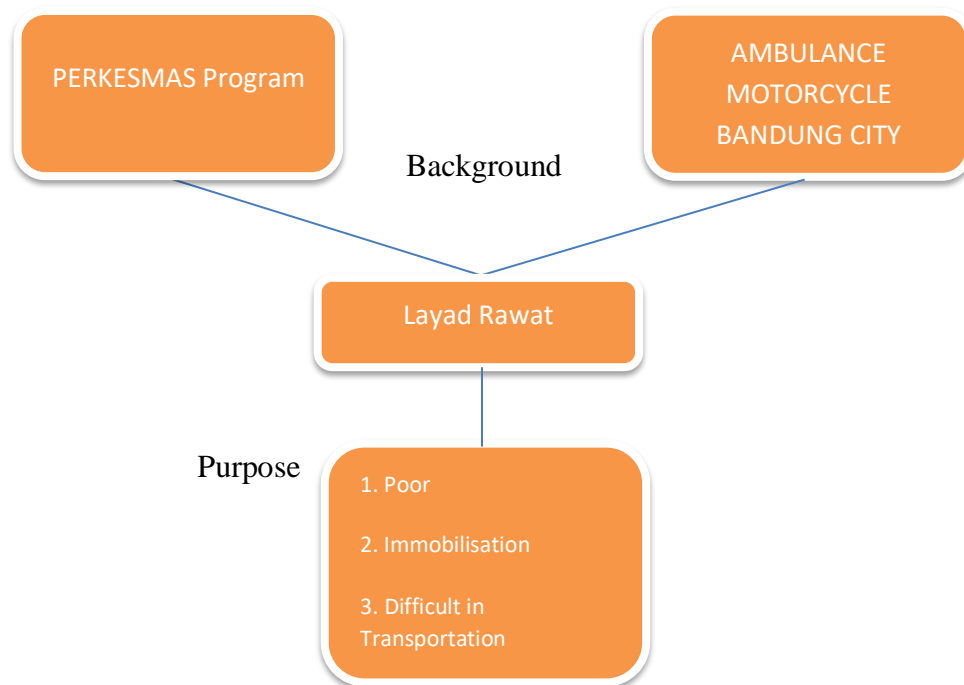 PERKESMAS Program
AMBULANCE
MOTORCYCLE
BANDUNG CITY
Background
Layad Rawat
Purpose
1. Poor
2. Immobilisation
3. Difficult in
Transportation